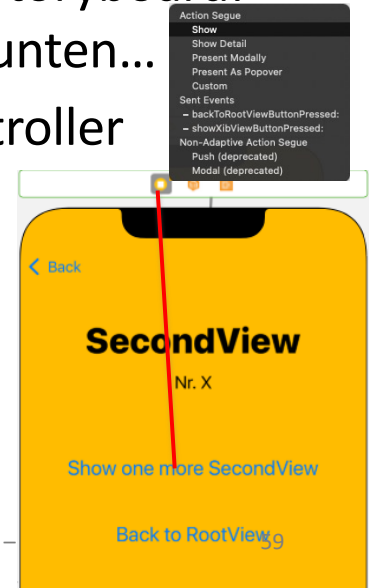 unten...
troller
Action Segue
Show
Show Detail
Present Modally
Present As Popover
Custom
Sent Events
– backToRootViewButtonPressed:
– showXibViewButtonPressed:
Non-Adaptive Action Segue
Push (deprecated)
Modal (deprecated)
Back
SecondView
Nr. X
Show one more SecondView
Back to RootView
59